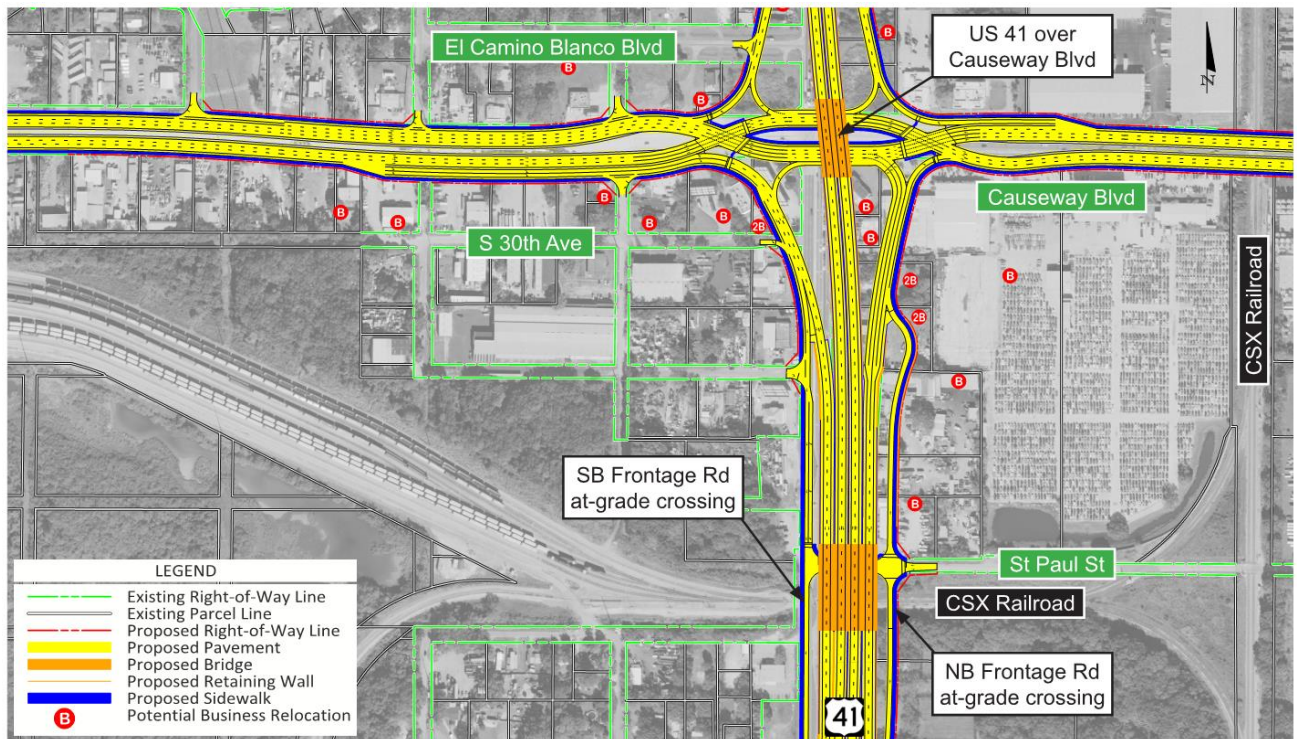 El Camino Blanco Blvd
US 41 over
Causeway Blvd
N
B
B
B
B
B
Causeway Blvd
B
B
B
B
B
B
2B
B
B
S 30th Ave
2B
B
2B
CSX Railroad
B
SB Frontage Rd
at-grade crossing
B
St Paul St
CSX Railroad
NB Frontage Rd
at-grade crossing
41
LEGEND
Existing Right-of-Way Line
Existing Parcel Line
Proposed Right-of-Way Line
Proposed Pavement
Proposed Bridge
Proposed Retaining Wall
Proposed Sidewalk
B Potential Business Relocation